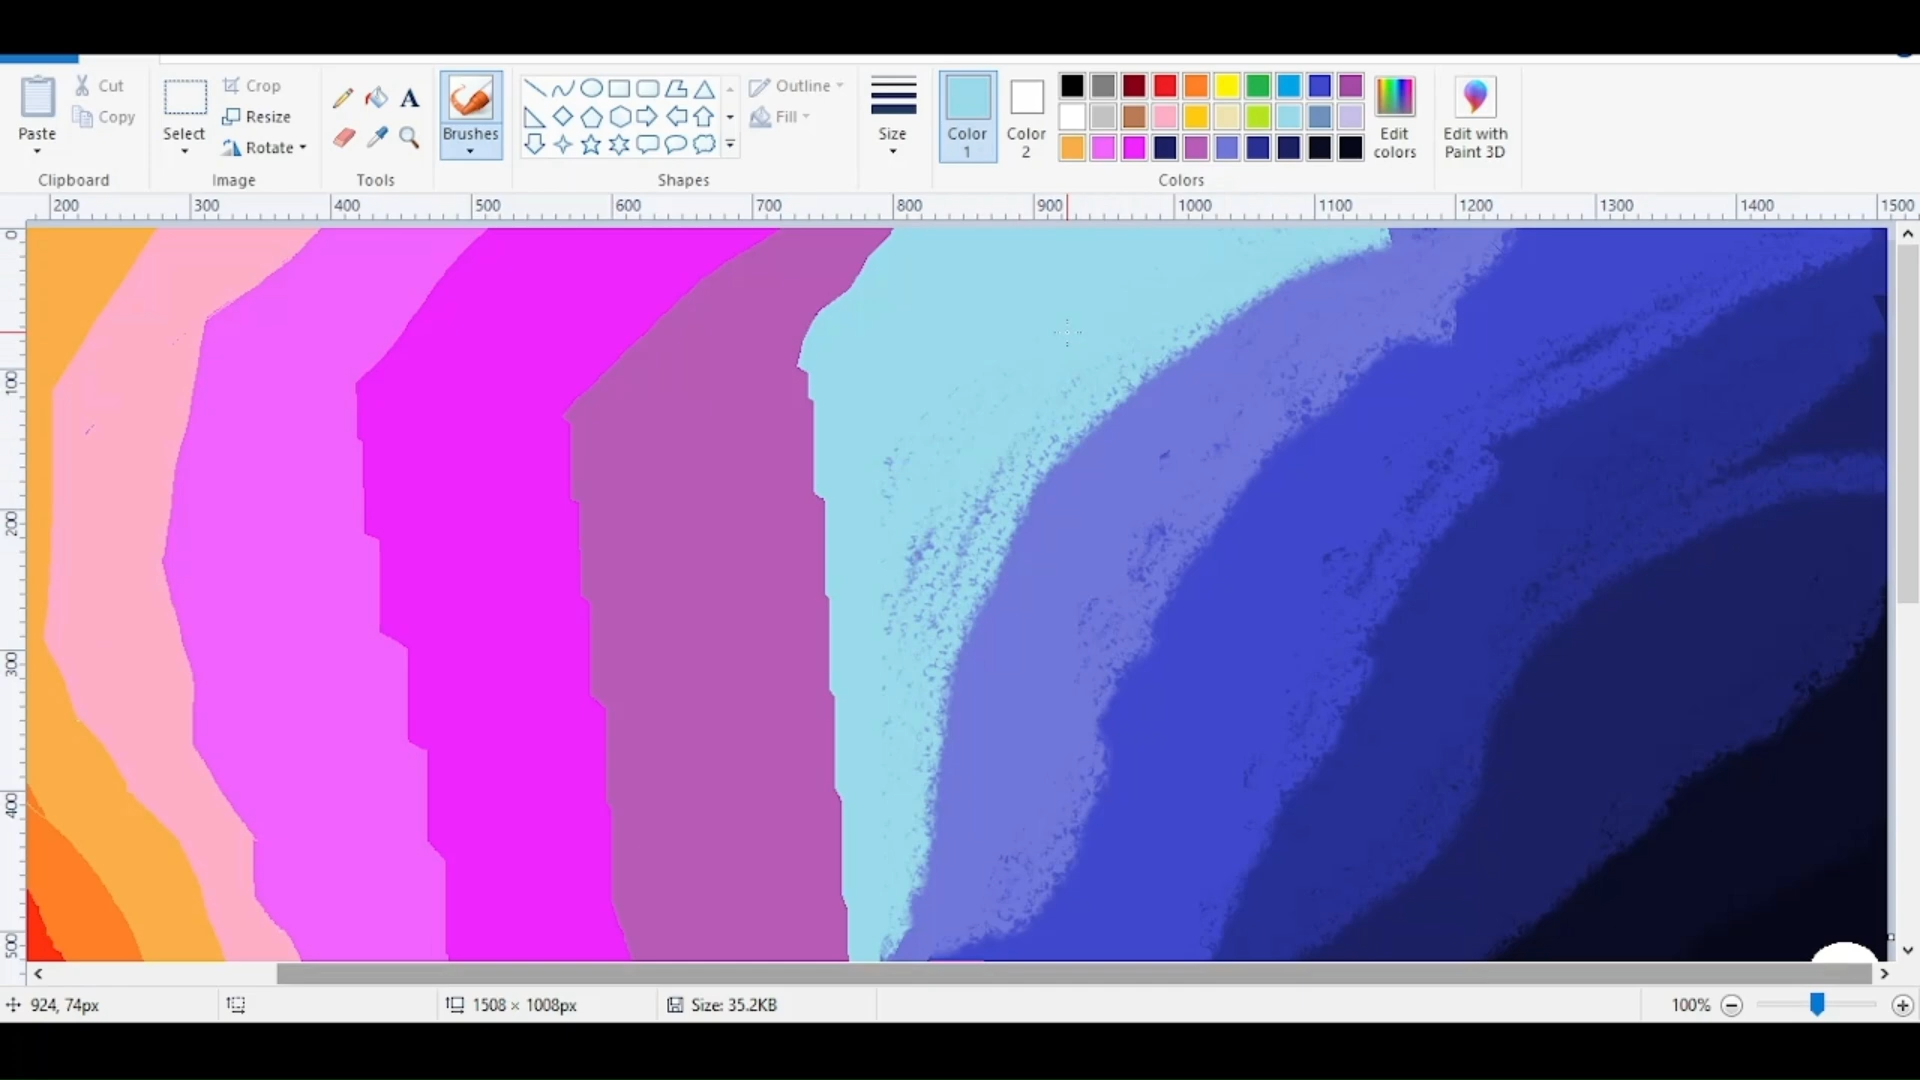 Paste
Cut
Copy
Clipboard
Select
Crop
Resize
Rotate
Image
A
Tools
Brushes
Outline
Fill
Shapes
Size
Color
1
Color
2
Edit
colors
Colors
Edit with
Paint 3D
200 300 400 500 600 700 800 900 1000 1100 1200 1300 1400 1500
0
100
200
300
400
500
924, 74px
1508 × 1008px
Size: 35.2KB
100%